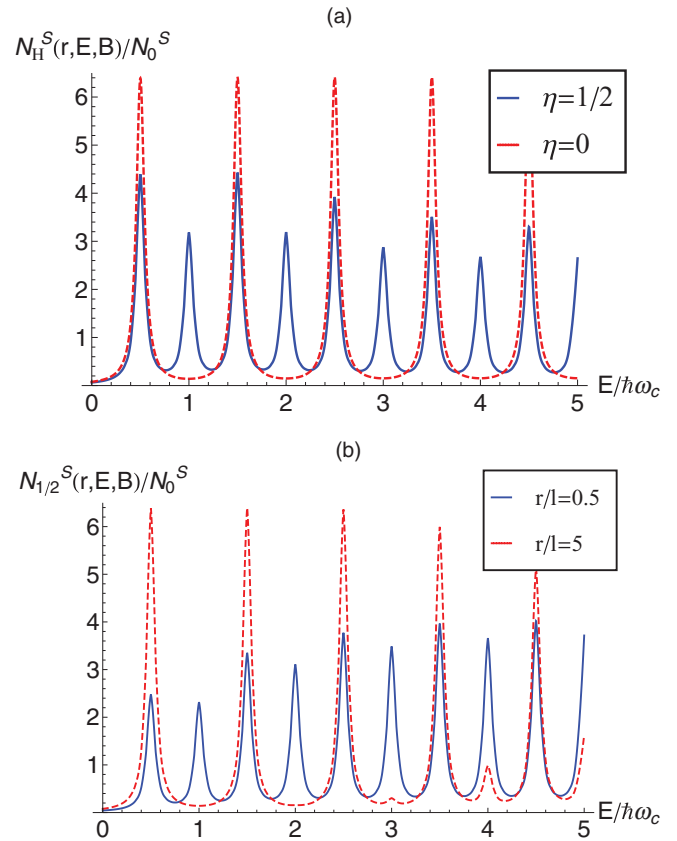 (a)
N_H^S(r,E,B)/N_0^S
6
5
4
3
2
1
0 1 2 3 4 5
E/ħω_c
η=1/2
η=0
(b)
N_{1/2}^S(r,E,B)/N_0^S
6
5
4
3
2
1
0 1 2 3 4 5
E/ħω_c
r/l=0.5
r/l=5